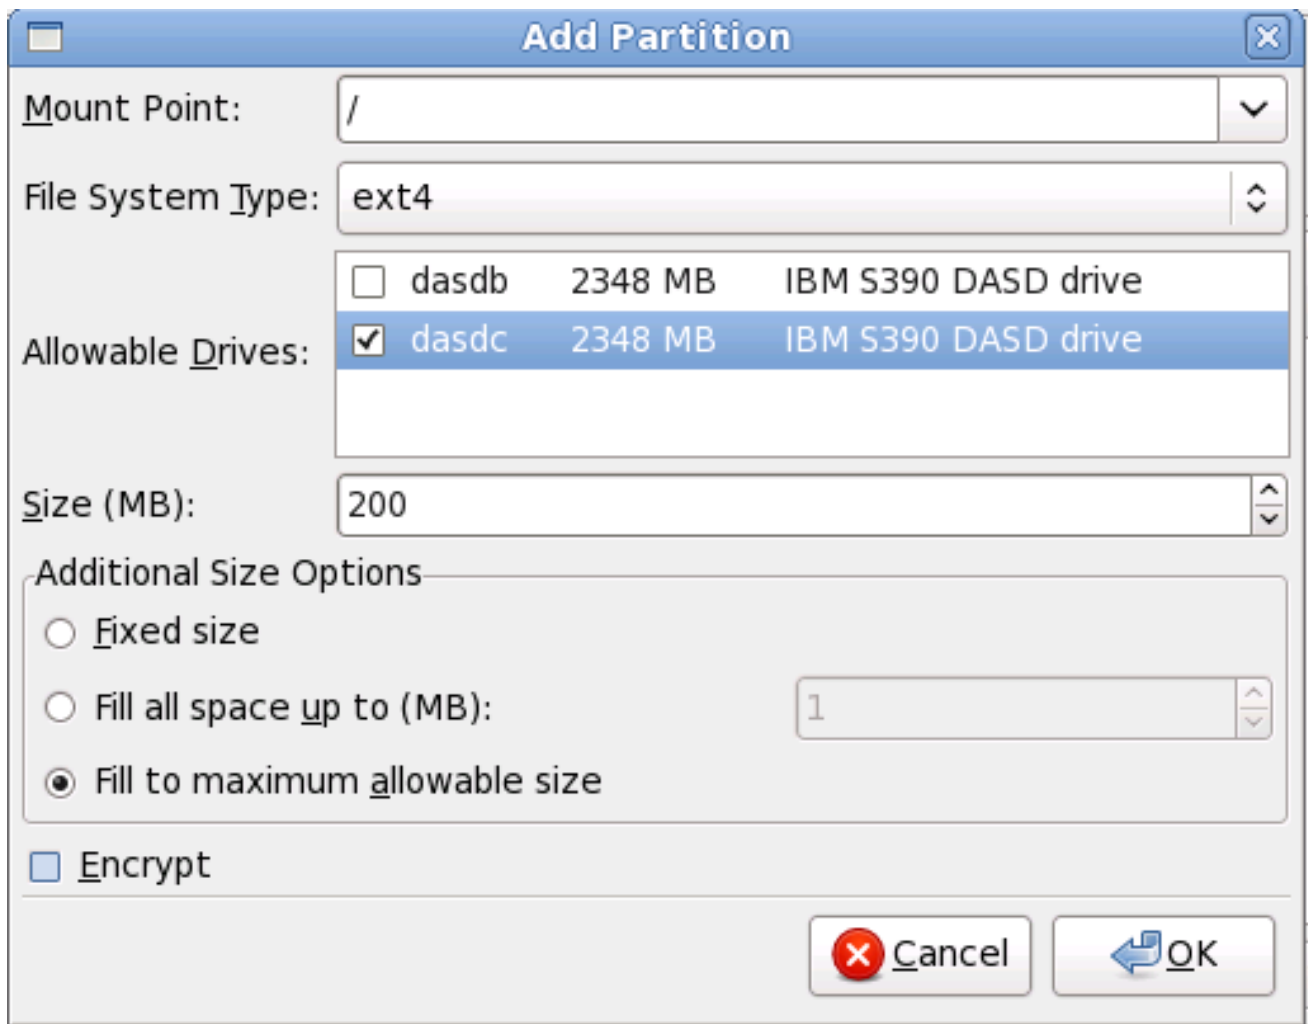 Add Partition
Mount Point: /
File System Type: ext4
dasdb 2348 MB IBM S390 DASD drive
Allowable Drives:
dasdc 2348 MB IBM S390 DASD drive
Size (MB): 200
Additional Size Options
Fixed size
Fill all space up to (MB): 1
Fill to maximum allowable size
Encrypt
Cancel OK